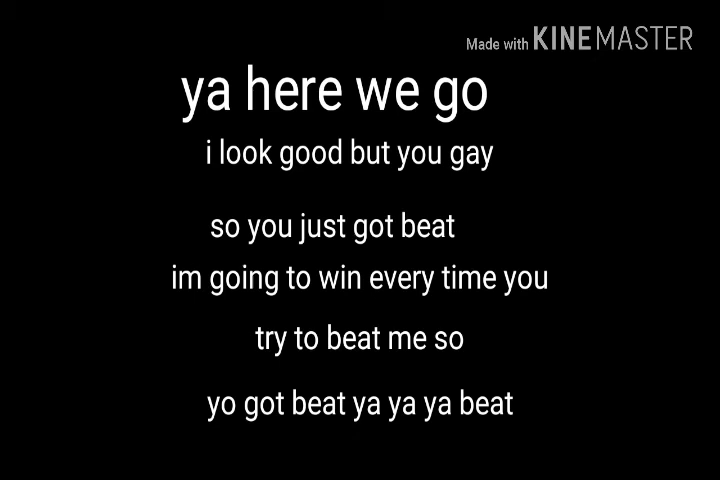 Made with KINEMASTER
ya here we go
i look good but you gay
so you just got beat
im going to win every time you
try to beat me so
yo got beat ya ya ya beat